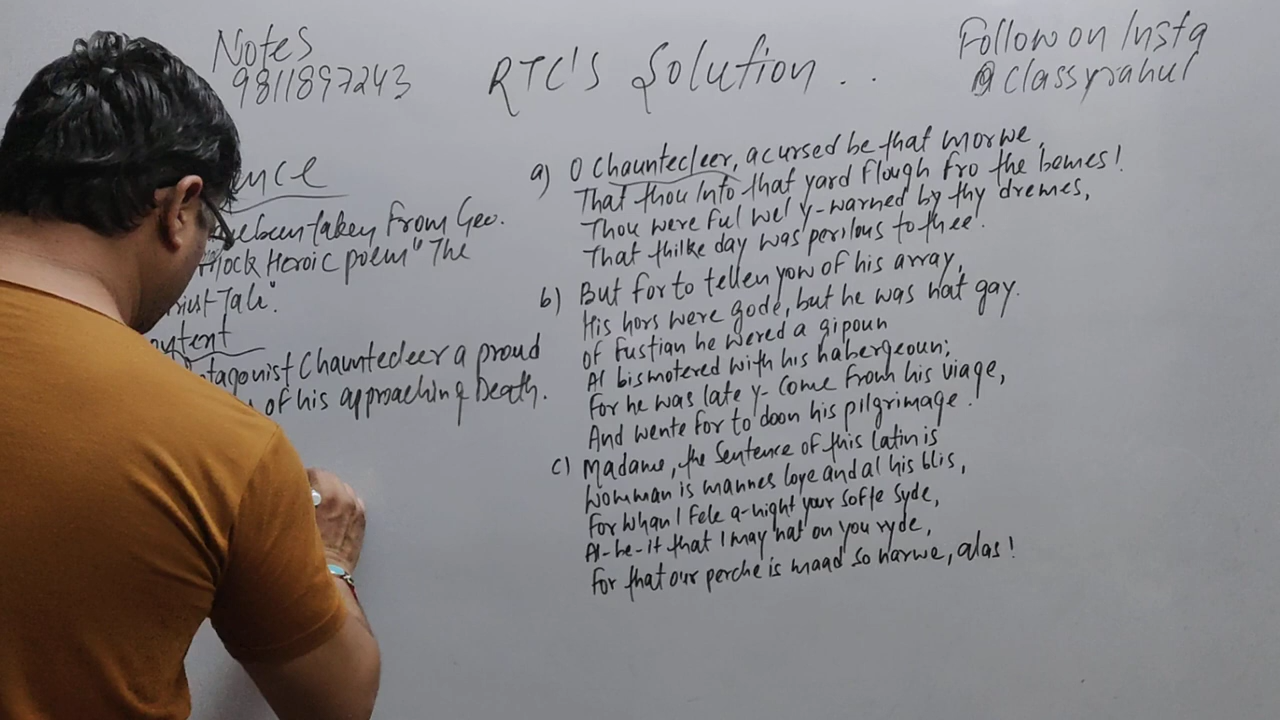 Notes
9811897243
RTC'S Solution ..
Follow on Insta
@classyrahul
ence
e been taken From Geo.
Mock Heroic poem "The
riest Tale".
ontent
otagonist Chauntecleer a proud
of his approaching Death.
a) O Chauntecleer, acursed be that morwe,
That thou Into that yard flough fro the bemes!
Thou were ful wel y-warned by thy dremes,
That thilke day was perilous to thee.
b) But for to tellen yow of his array,
His hors were gode, but he was nat gay.
of Fustian he wered a gipoun
Al bismotered with his habergeoun;
For he was late y-come from his viage,
And wente for to doon his pilgrimage.!
c) Madame, the Sentence of this Latin is
Womman is mannes Joye and al his blis,
For whan I fele a-night your softe Syde,
Al-be-it that I may nat on you ryde,
For that our perche is maad so narwe, alas!